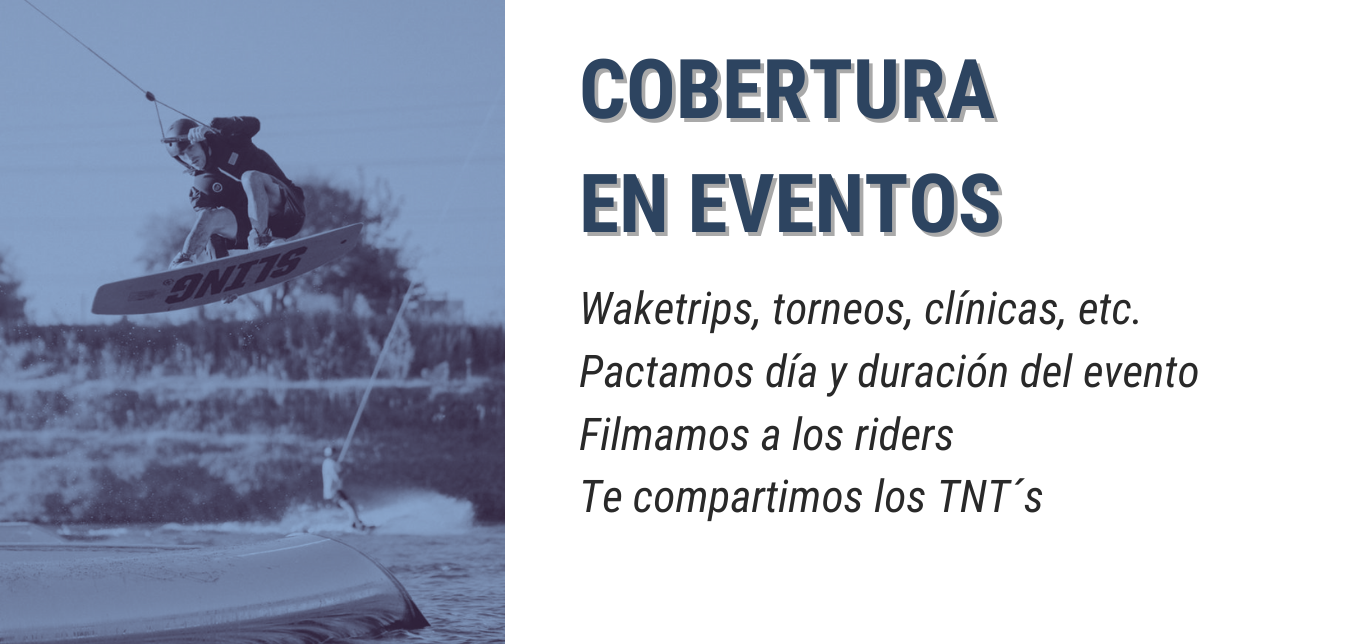 COBERTURA
EN EVENTOS
Waketrips, torneos, clínicas, etc.
Pactamos día y duración del evento
Filmamos a los riders
Te compartimos los TNT´s
SLING